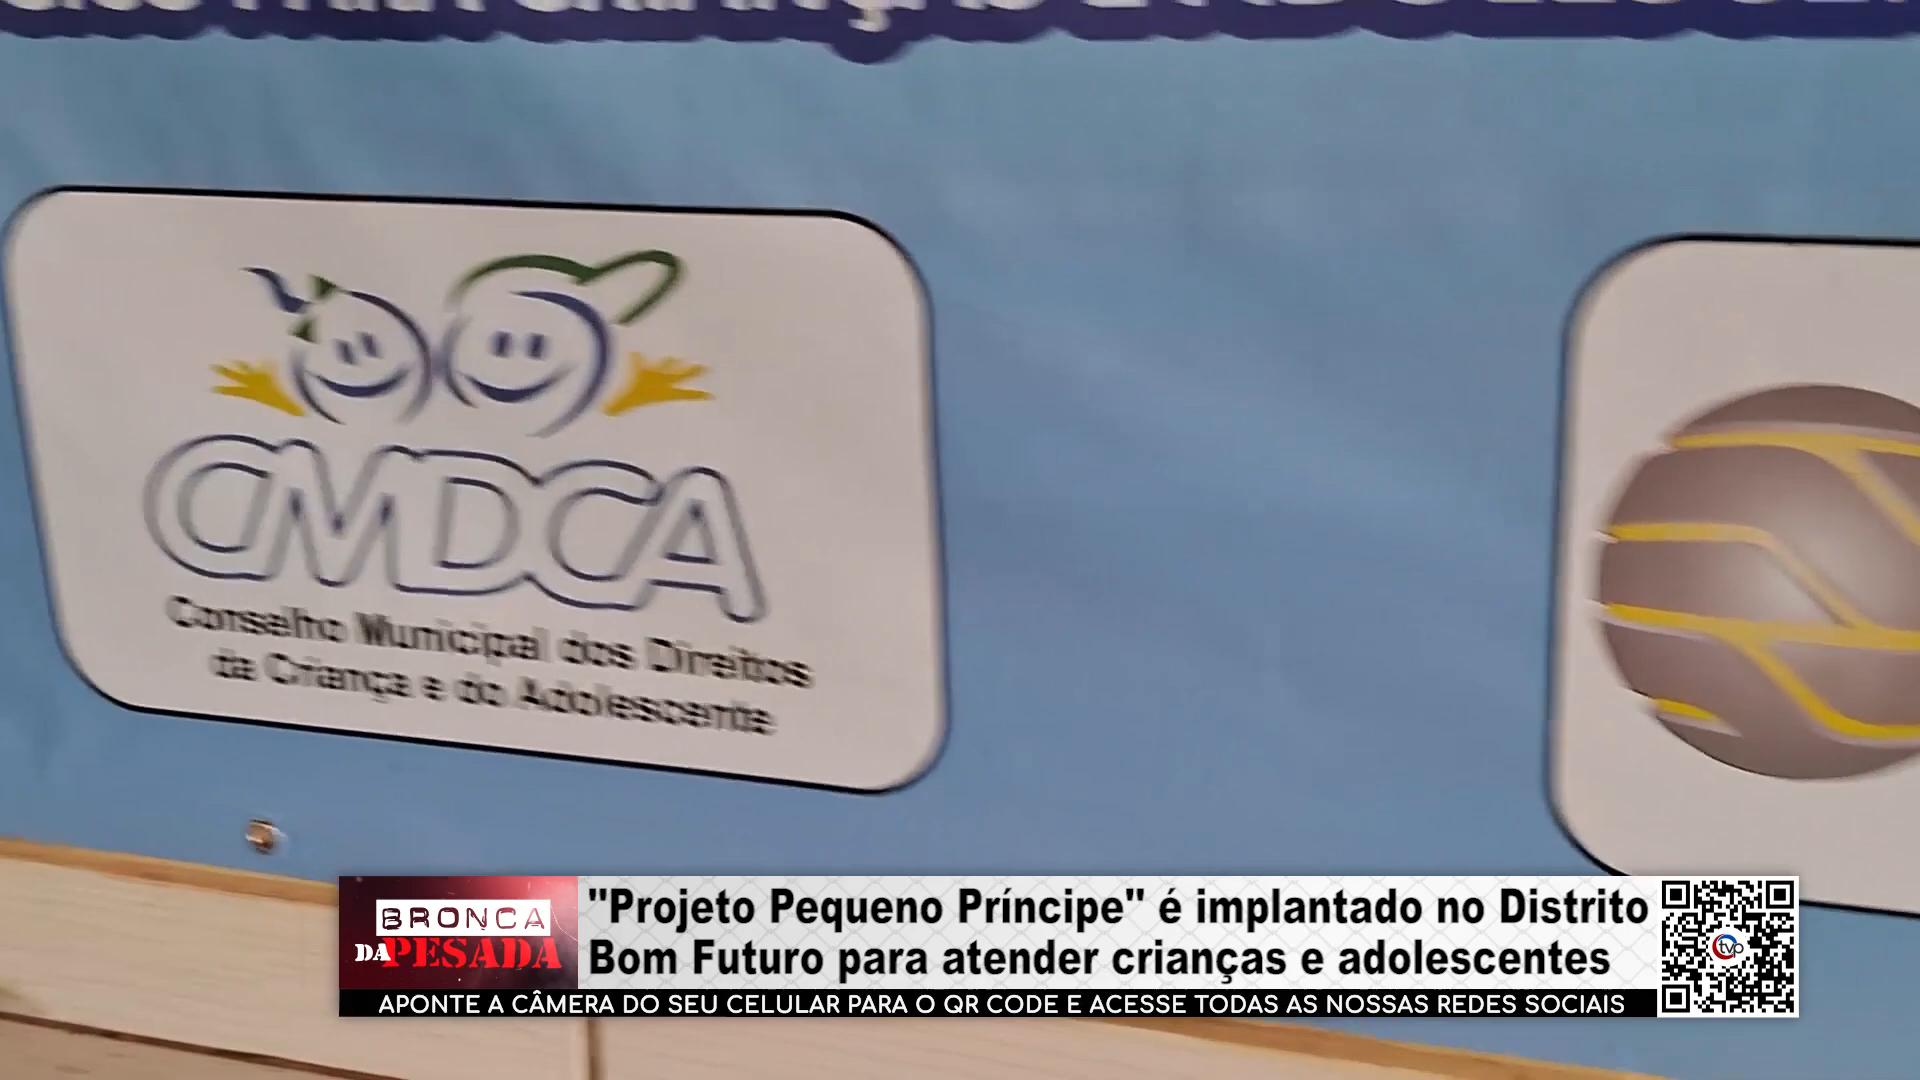 CMDCA
Conselho Municipal dos Direitos
da Criança e do Adolescente
BRONCA
DA PESADA
"Projeto Pequeno Príncipe" é implantado no Distrito
Bom Futuro para atender crianças e adolescentes
tvp
APONTE A CÂMERA DO SEU CELULAR PARA O QR CODE E ACESSE TODAS AS NOSSAS REDES SOCIAIS